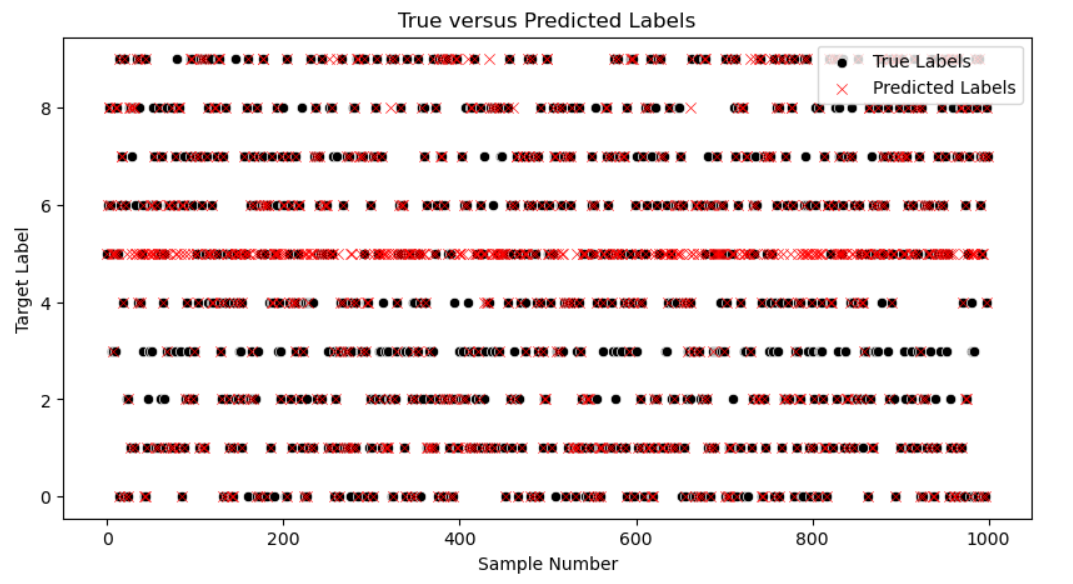 True versus Predicted Labels
True Labels
Predicted Labels
Target Label
8
6
4
2
0
0 200 400 600 800 1000
Sample Number